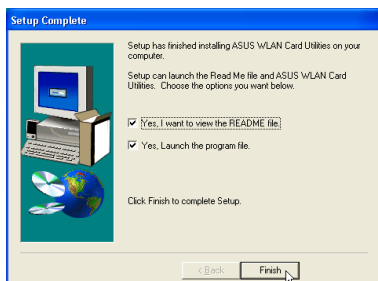 Setup Complete
Setup has finished installing ASUS WLAN Card Utilities on your
computer.
Setup can launch the Read Me file and ASUS WLAN Card
Utilities. Choose the options you want below.
Yes, I want to view the README file.
Yes, Launch the program file.
Click Finish to complete Setup.
< Back
Finish